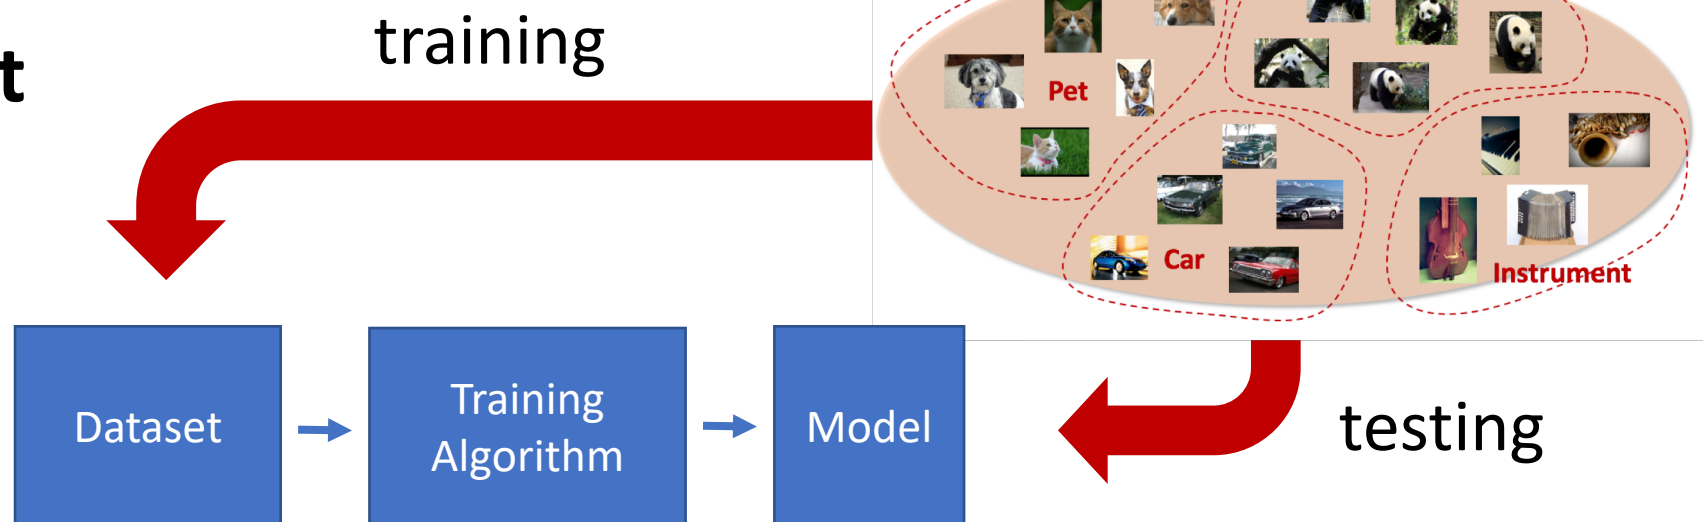 training
t
Pet
Car
Instrument
Dataset
Training
Algorithm
Model
testing